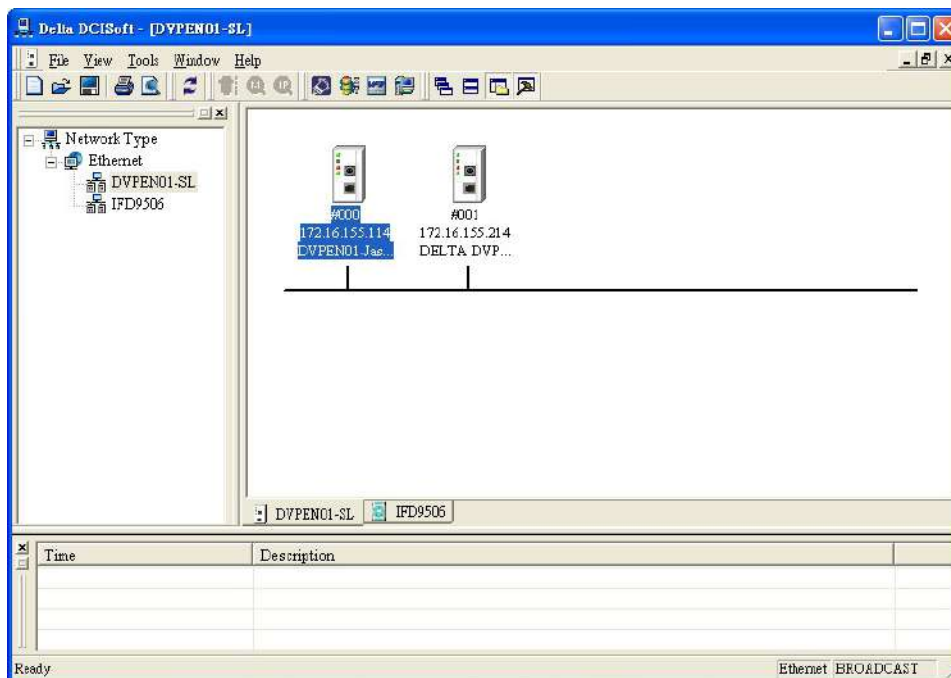 Delta DCISoft - [DVPEN01-SL]
File View Tools Window Help
Network Type
Ethernet
DVPEN01-SL
IFD9506
#000
172.16.155.114
DVPEN01-Jas...
#001
172.16.155.214
DELTA DVP...
DVPEN01-SL IFD9506
Time Description
Ready Ethernet BROADCAST